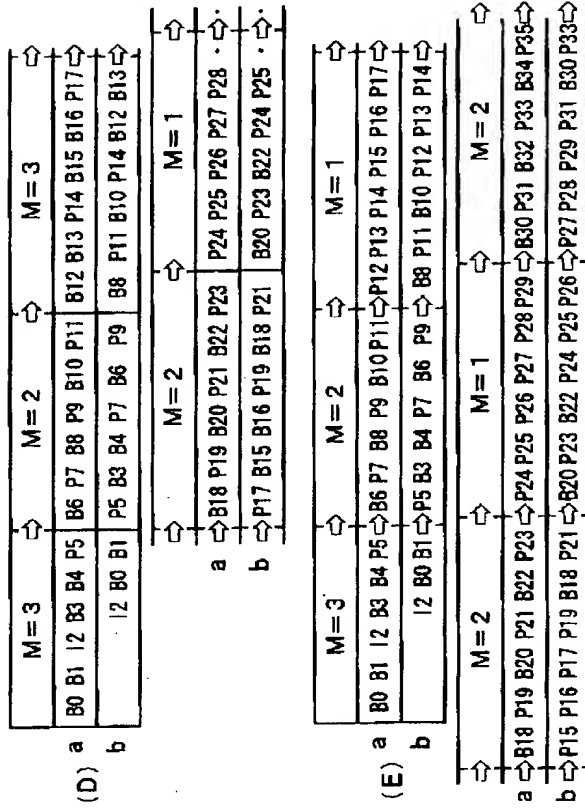 (D)
M=3 M=2 M=3
a B0 B1 I2 B3 B4 P5 B6 P7 B8 P9 B10 P11 B12 B13 P14 B15 B16 P17
b I2 B0 B1 P5 B3 B4 P7 B6 P9 B8 P11 B10 P14 B12 B13
M=2 M=1
a B18 P19 B20 P21 B22 P23 P24 P25 P26 P27 P28 · ·
b P17 B15 B16 P19 B18 P21 B20 P23 B22 P24 P25 · ·
(E)
M=3 M=2 M=1
a B0 B1 I2 B3 B4 P5 B6 P7 B8 P9 B10 P11 P12 P13 P14 P15 P16 P17
b I2 B0 B1 P5 B3 B4 P7 B6 P9 B8 P11 B10 P12 P13 P14
M=2 M=1 M=2
a B18 P19 B20 P21 B22 P23 P24 P25 P26 P27 P28 P29 B30 P31 B32 P33 B34 P35
b P15 P16 P17 P19 B18 P21 B20 P23 B22 P24 P25 P26 P27 P28 P29 P31 B30 P33